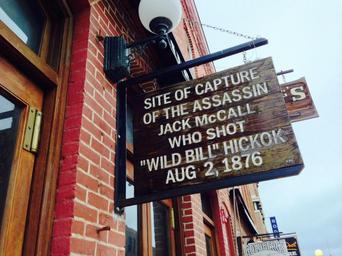 SITE OF CAPTURE
OF THE ASSASSIN
JACK McCALL
WHO SHOT
"WILD BILL" HICKOK
AUG 2, 1876